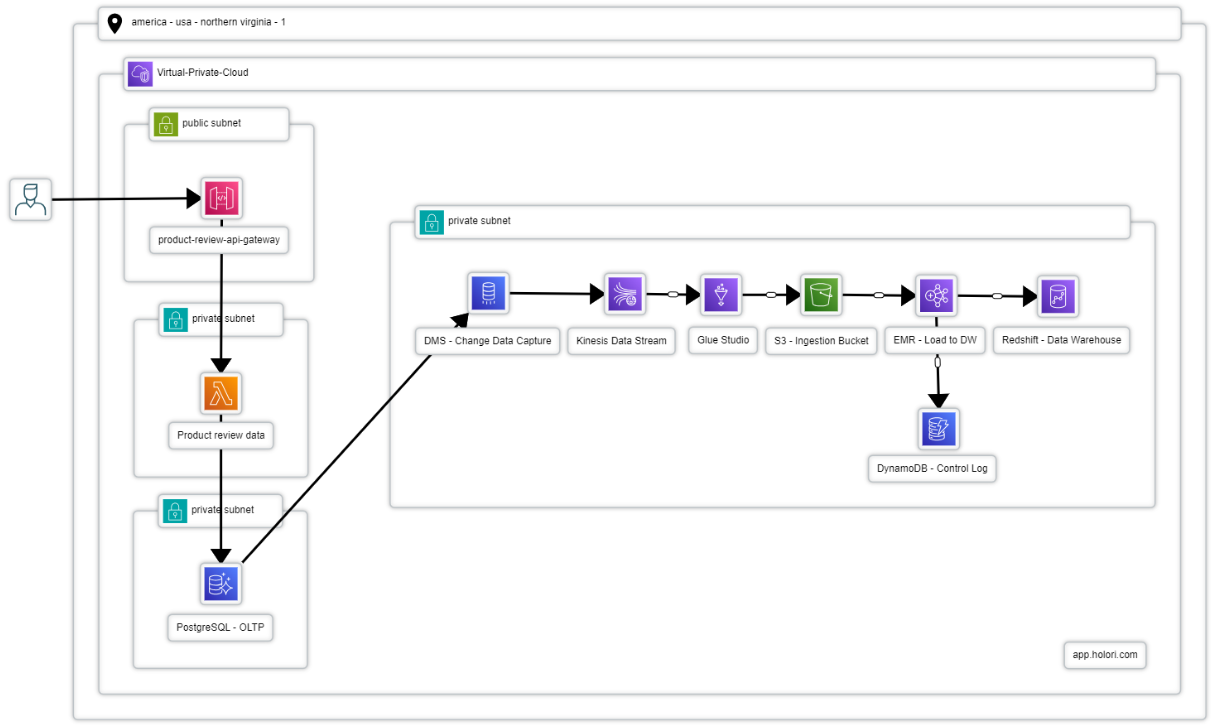 america - usa - northern virginia - 1
Virtual-Private-Cloud
public subnet
product-review-api-gateway
private subnet
Product review data
private subnet
PostgreSQL - OLTP
private subnet
DMS - Change Data Capture
Kinesis Data Stream
Glue Studio
S3 - Ingestion Bucket
EMR - Load to DW
Redshift - Data Warehouse
DynamoDB - Control Log
app.holori.com